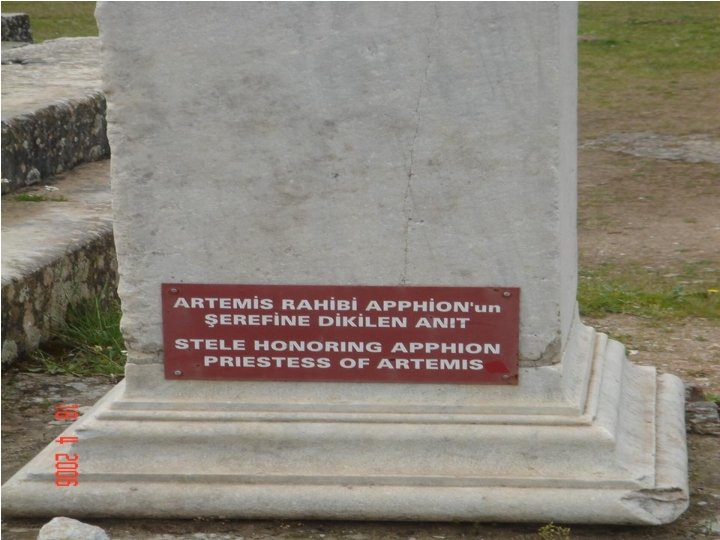 ARTEMİS RAHİBİ APPHİON'un
ŞEREFİNE DİKİLEN AN!T
STELE HONORING APPHION
PRIESTESS OF ARTEMIS
16 4 2006